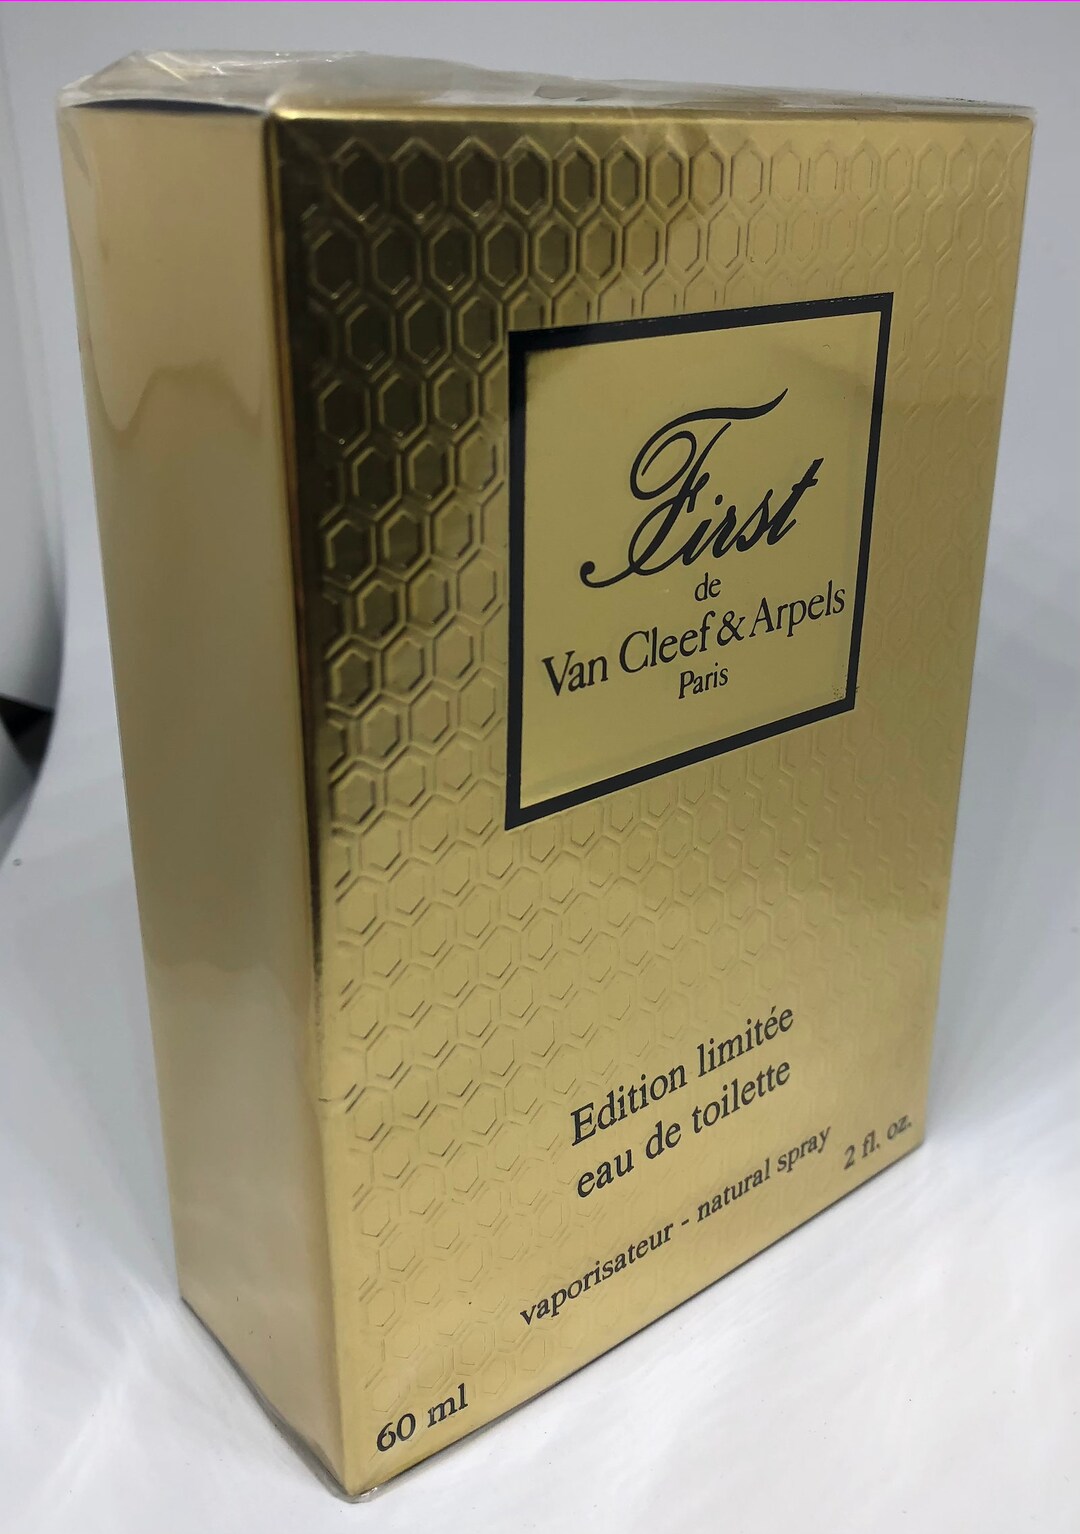 First
de
Van Cleef & Arpels
Paris
Edition limitée
eau de toilette
vaporisateur - natural spray
60 ml
2 fl. oz.